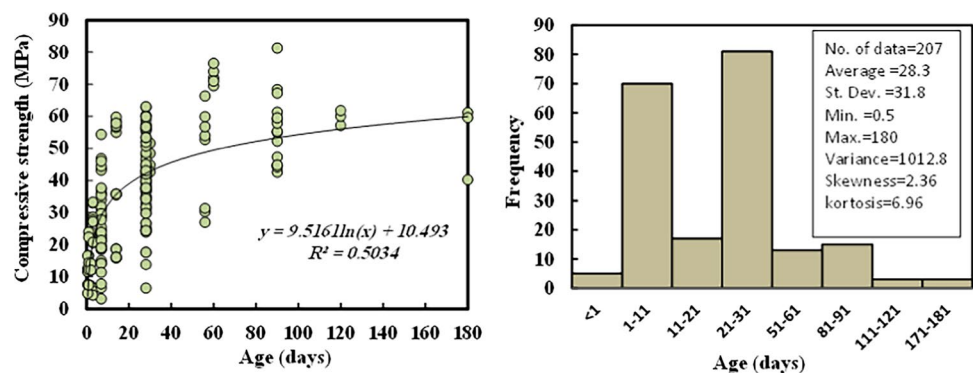 90
80
70
60
50
40
30
20
10
0
Compressive strength (MPa)
y = 9.5161ln(x) + 10.493
R² = 0.5034
0 20 40 60 80 100 120 140 160 180
Age (days)
90
80
70
60
50
40
30
20
10
0
Frequency
No. of data=207
Average =28.3
St. Dev. =31.8
Min. =0.5
Max.=180
Variance=1012.8
Skewness=2.36
kortosis=6.96
<1 1-11 11-21 21-31 51-61 81-91 111-121 171-181
Age (days)